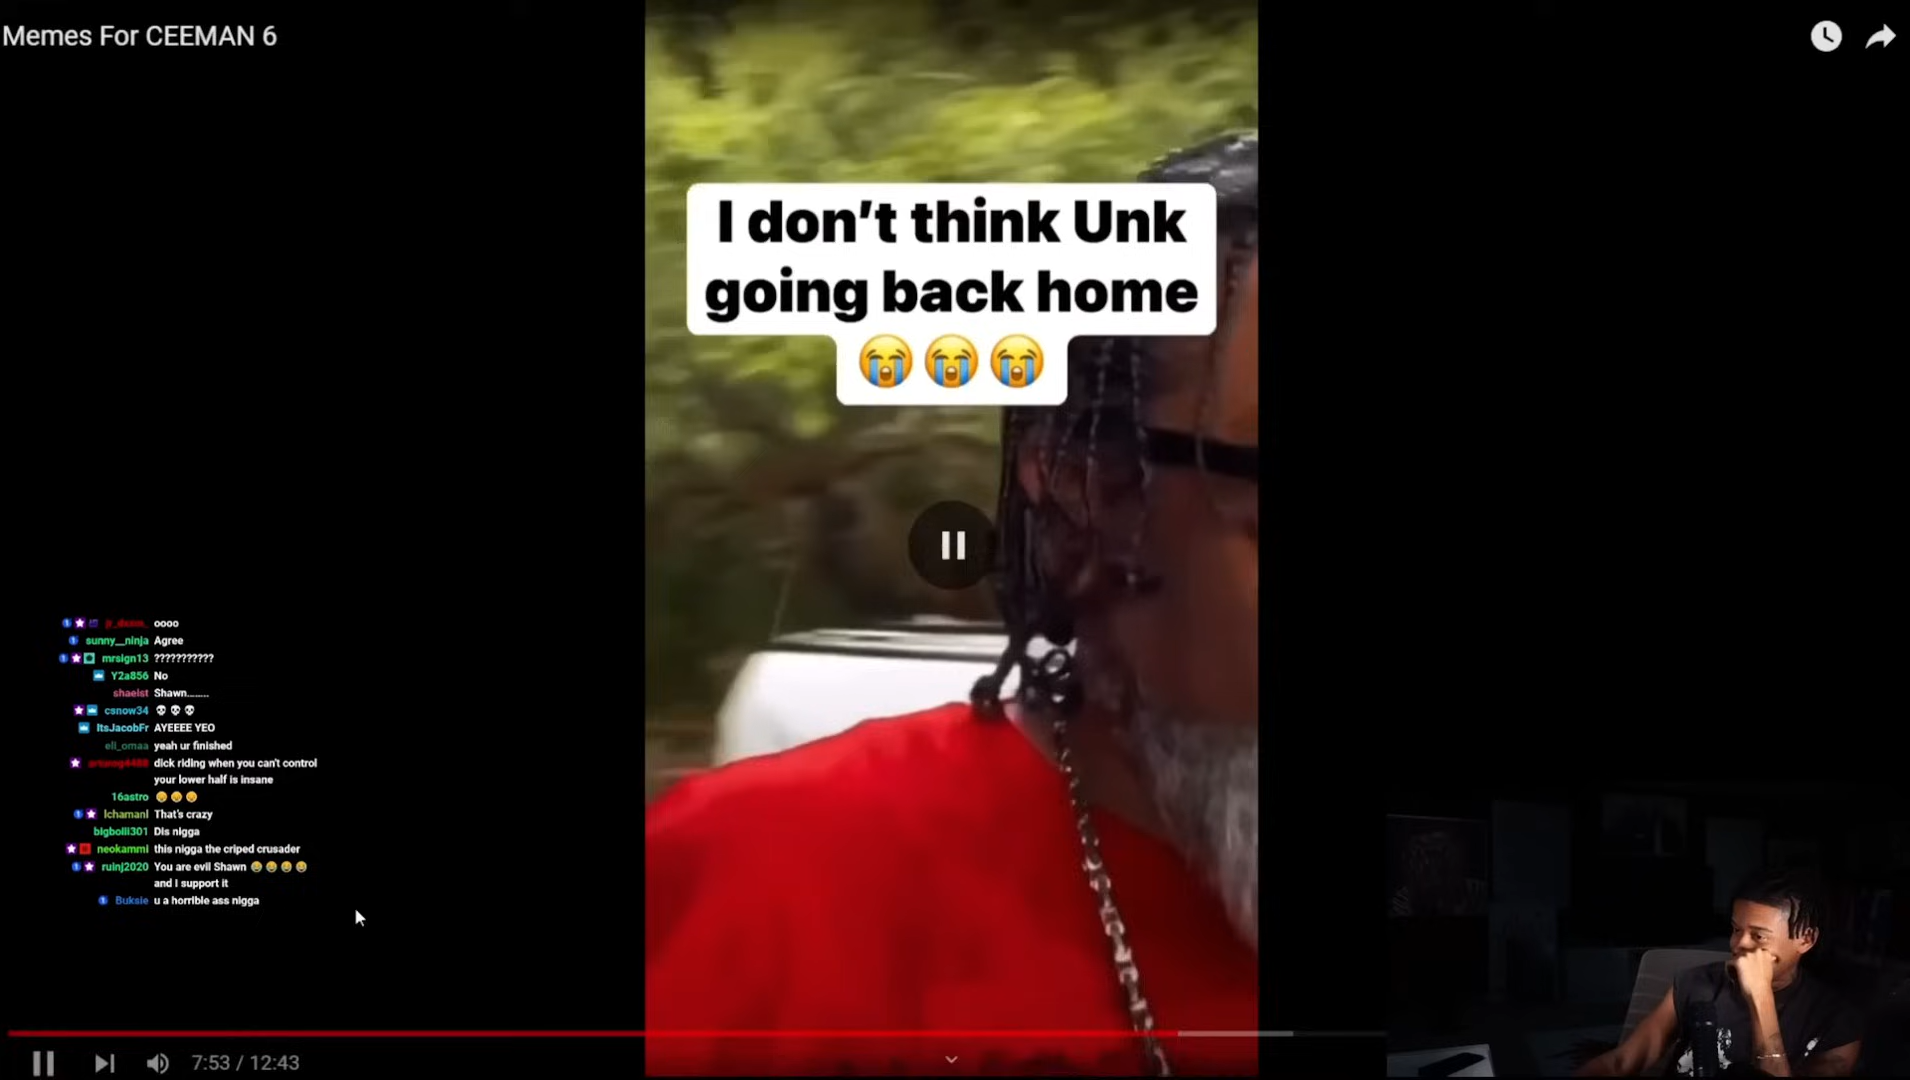 Memes For CEEMAN 6
I don't think Unk
going back home
😭😭😭
oooo
sunny__ninja Agree
mrsign13 ???????????
Y2a856 No
shaeist Shawn........
csnow34 💀 💀 💀
ItsJacobFr AYEEEE YEO
eli_omaa yeah ur finished
dick riding when you can't control
your lower half is insane
16astro
lchamanl That's crazy
bigbolli301 Dis nigga
neokammi this nigga the criped crusader
ruinj2020 You are evil Shawn 😂 😂 😂 😂
and I support it
Buksie u a horrible ass nigga
7:53 / 12:43